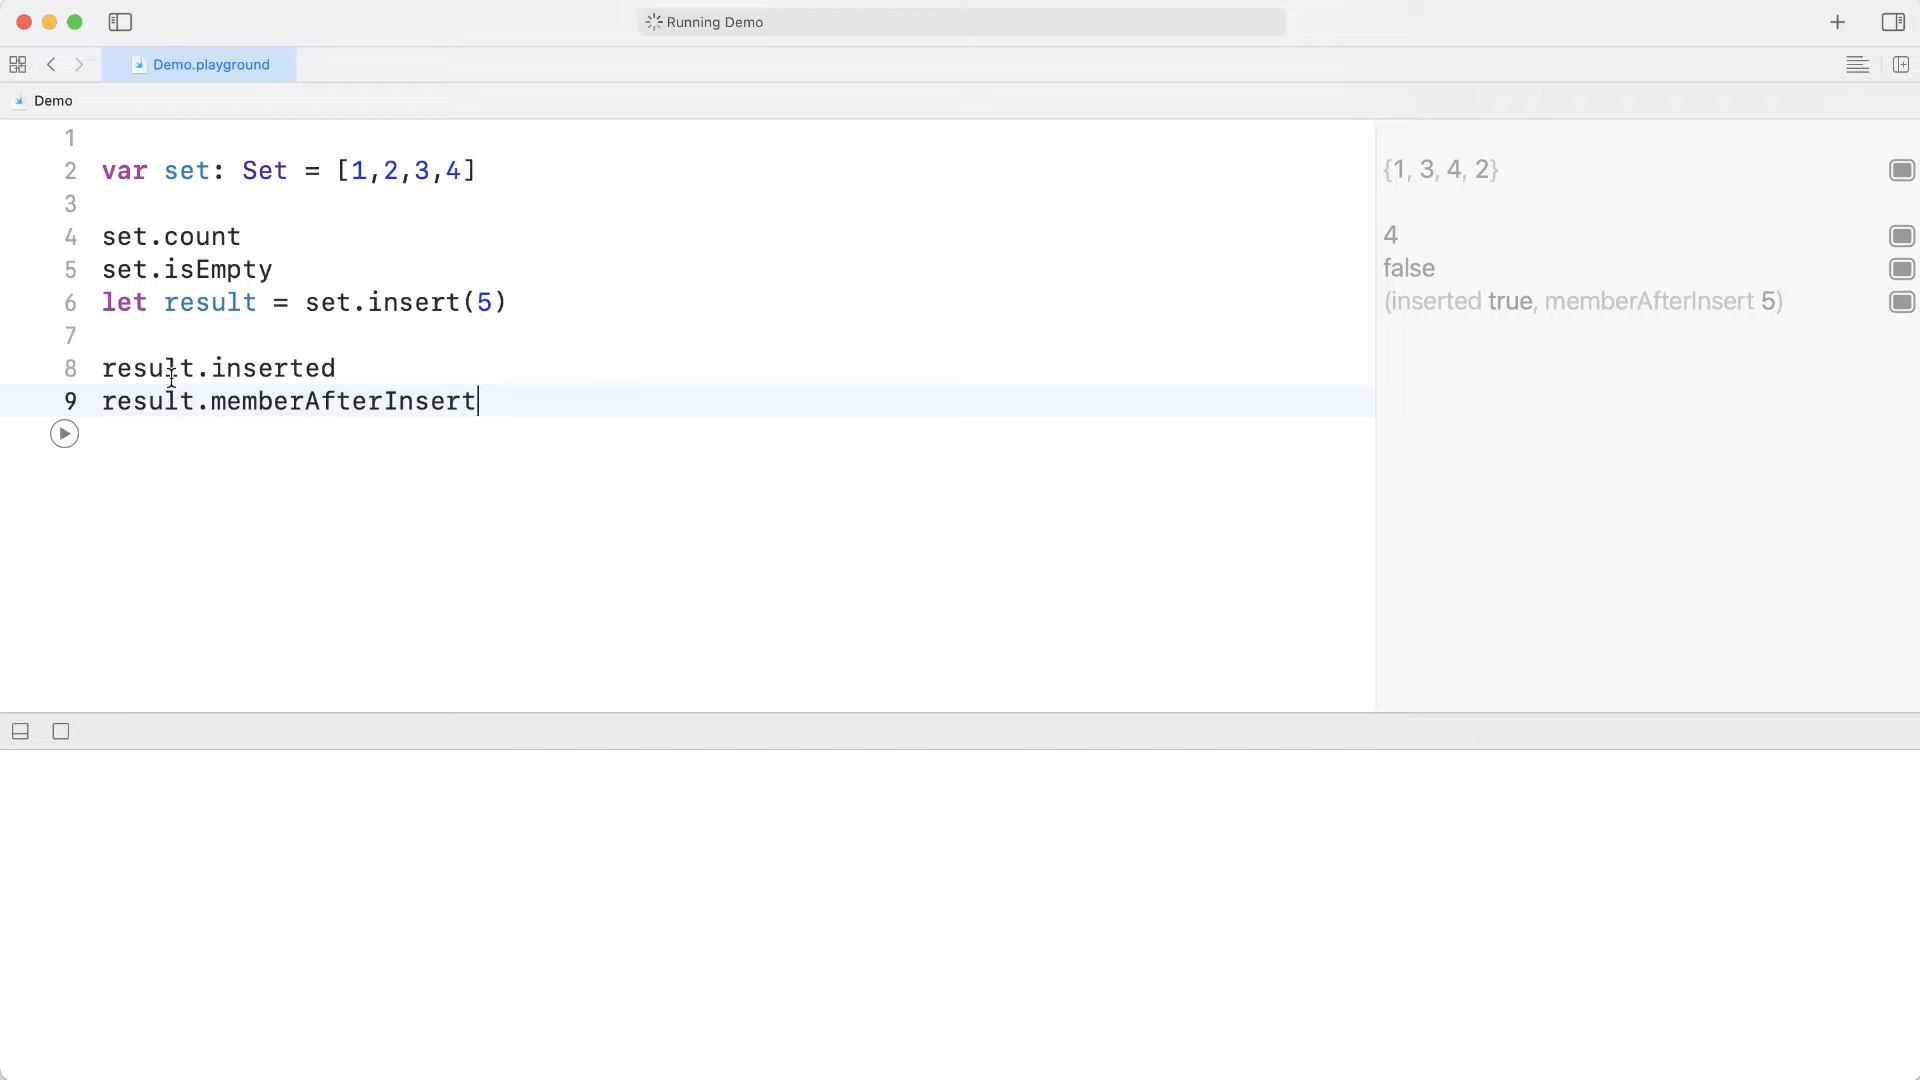 Running Demo
Demo.playground
Demo
1
2 var set: Set = [1,2,3,4] {1, 3, 4, 2}
3
4 set.count 4
5 set.isEmpty false
6 let result = set.insert(5) (inserted true, memberAfterInsert 5)
7
8 result.inserted
9 result.memberAfterInsert